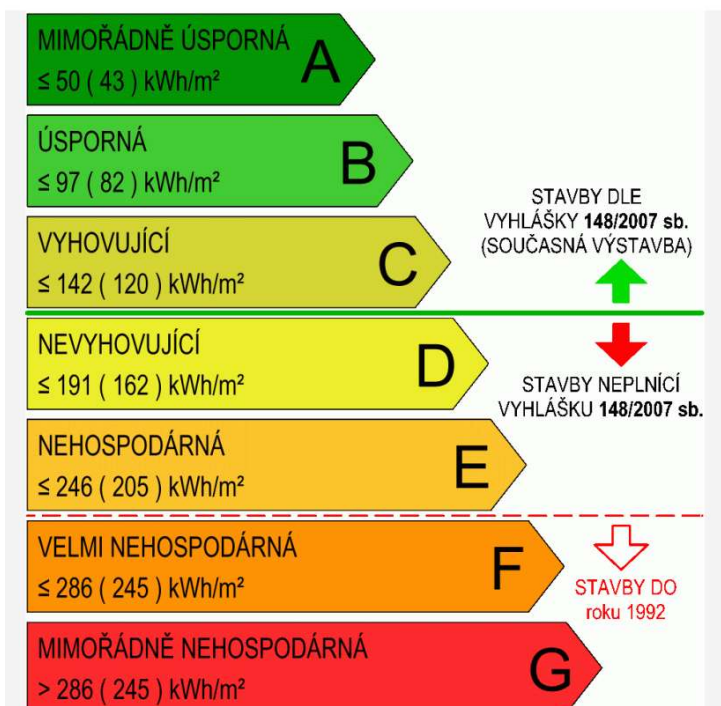 MIMOŘÁDNĚ ÚSPORNÁ
≤ 50 ( 43 ) kWh/m²
A
ÚSPORNÁ
≤ 97 ( 82 ) kWh/m²
B
VYHOVUJÍCÍ
≤ 142 ( 120 ) kWh/m²
C
STAVBY DLE
VYHLÁŠKY 148/2007 sb.
(SOUČASNÁ VÝSTAVBA)
NEVYHOVUJÍCÍ
≤ 191 ( 162 ) kWh/m²
D
STAVBY NEPLNÍCÍ
VYHLÁŠKU 148/2007 sb.
NEHOSPODÁRNÁ
≤ 246 ( 205 ) kWh/m²
E
VELMI NEHOSPODÁRNÁ
≤ 286 ( 245 ) kWh/m²
F
STAVBY DO
roku 1992
MIMOŘÁDNĚ NEHOSPODÁRNÁ
> 286 ( 245 ) kWh/m²
G